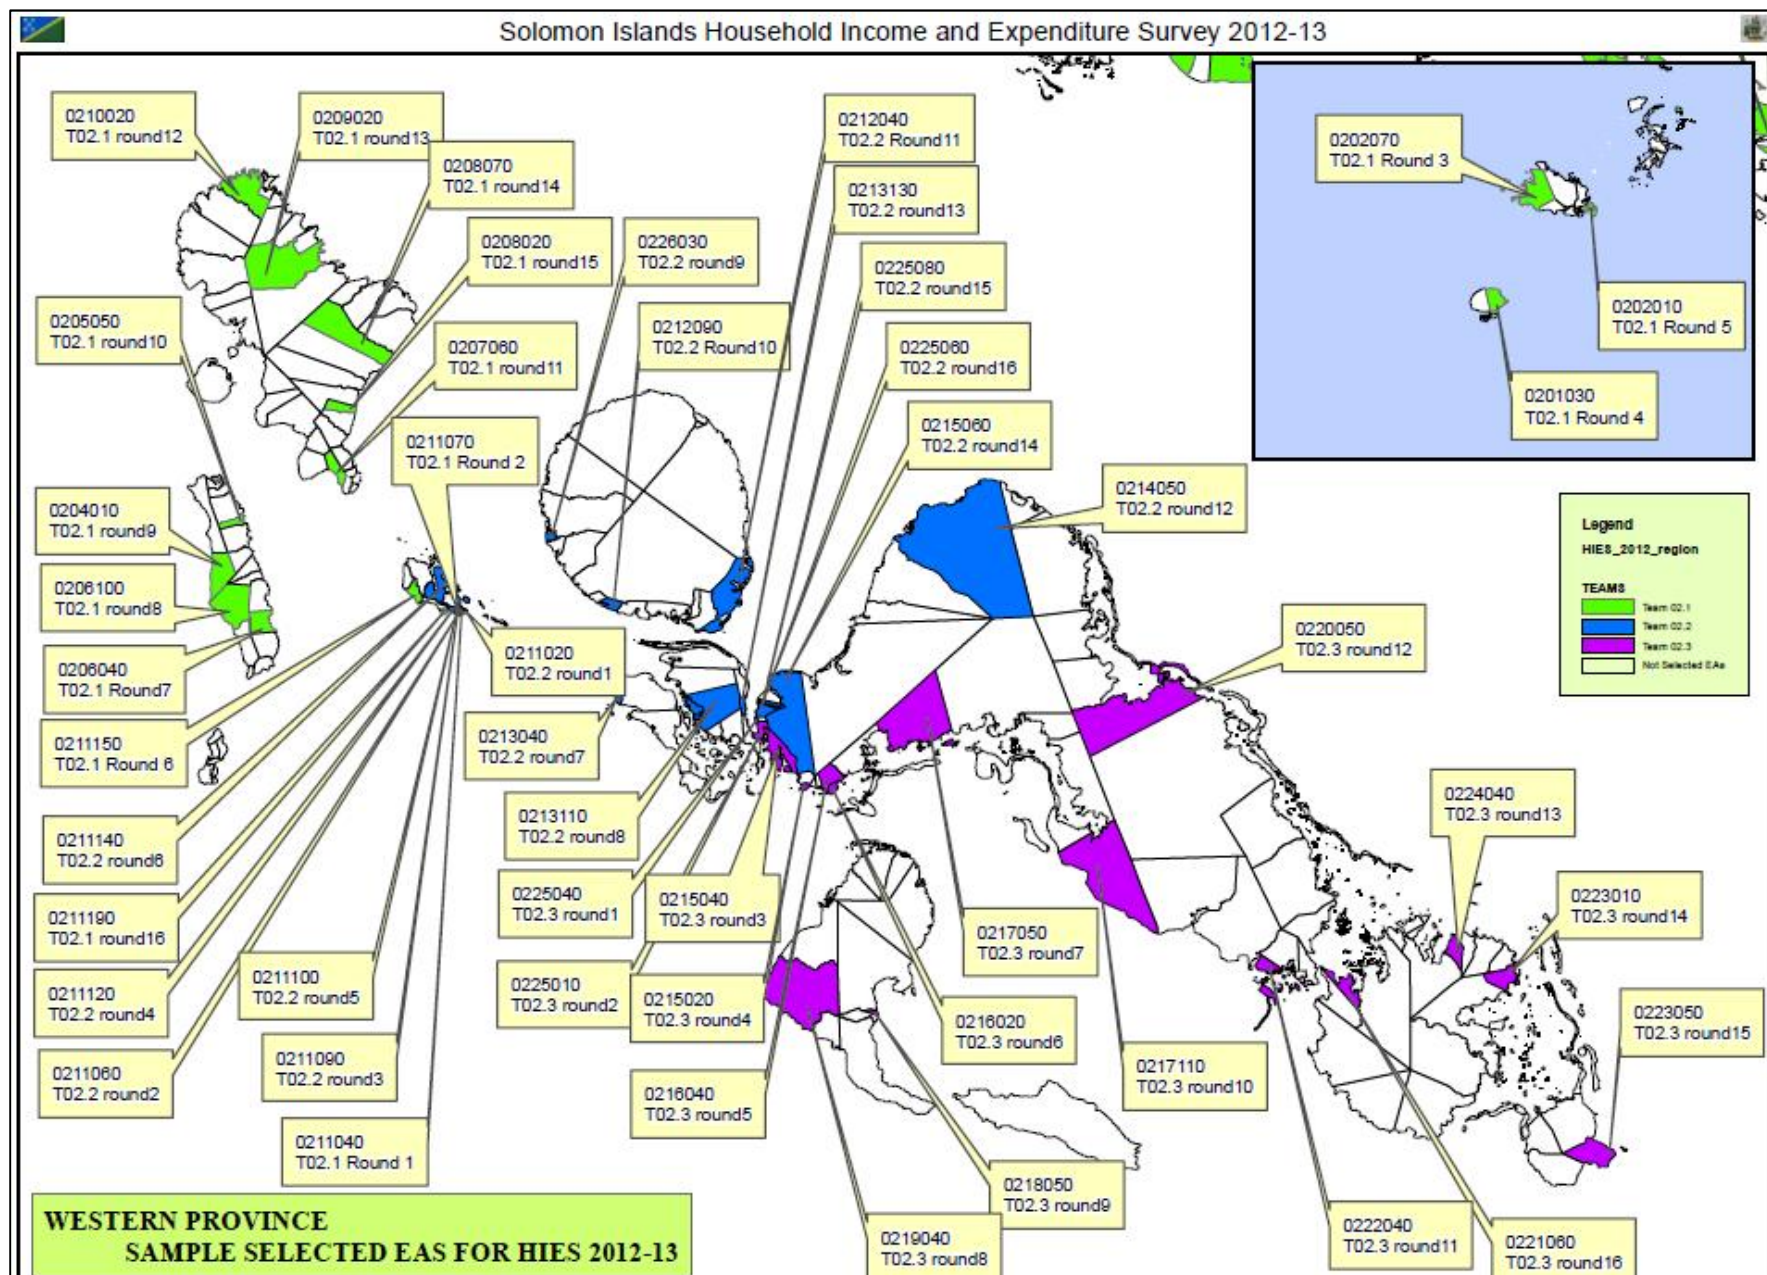 Solomon Islands Household Income and Expenditure Survey 2012-13
0210020
T02.1 round12
0209020
T02.1 round13
0208070
T02.1 round14
0208020
T02.1 round15
0205050
T02.1 round10
0207060
T02.1 round11
0211070
T02.1 Round 2
0204010
T02.1 round9
0206100
T02.1 round8
0206040
T02.1 Round7
0211150
T02.1 Round 6
0211140
T02.2 round6
0211190
T02.1 round16
0211120
T02.2 round4
0211060
T02.2 round2
0211100
T02.2 round5
0211090
T02.2 round3
0211040
T02.1 Round 1
0211020
T02.2 round1
0226030
T02.2 round9
0212090
T02.2 Round10
0212040
T02.2 Round11
0213130
T02.2 round13
0225080
T02.2 round15
0225060
T02.2 round16
0215060
T02.2 round14
0214050
T02.2 round12
0213040
T02.2 round7
0213110
T02.2 round8
0225040
T02.3 round1
0225010
T02.3 round2
0215040
T02.3 round3
0215020
T02.3 round4
0216040
T02.3 round5
0216020
T02.3 round6
0217050
T02.3 round7
0219040
T02.3 round8
0218050
T02.3 round9
0217110
T02.3 round10
0222040
T02.3 round11
0220050
T02.3 round12
0224040
T02.3 round13
0223010
T02.3 round14
0223050
T02.3 round15
0221060
T02.3 round16
0202070
T02.1 Round 3
0202010
T02.1 Round 5
0201030
T02.1 Round 4
Legend
HIES_2012_region
TEAMS
Team 02.1
Team 02.2
Team 02.3
Not Selected EAs
WESTERN PROVINCE
SAMPLE SELECTED EAS FOR HIES 2012-13